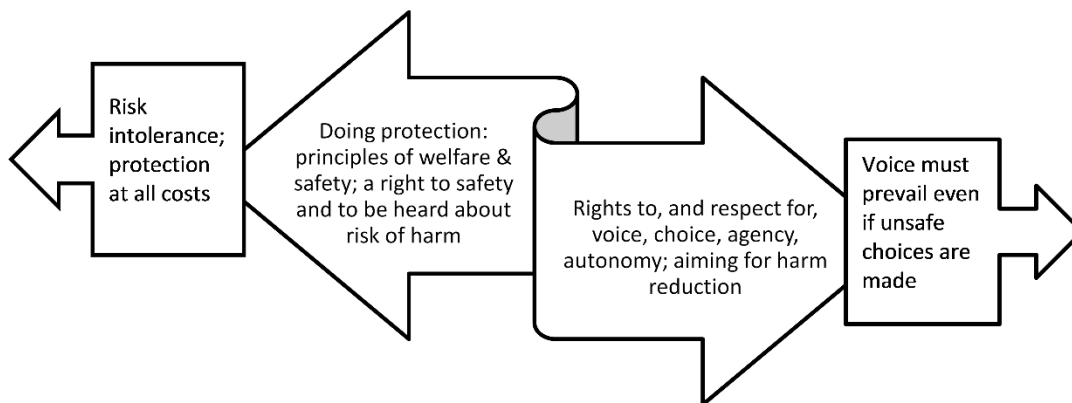 Risk
intolerance;
protection
at all costs
Doing protection:
principles of welfare &
safety; a right to safety
and to be heard about
risk of harm
Rights to, and respect for,
voice, choice, agency,
autonomy; aiming for harm
reduction
Voice must
prevail even
if unsafe
choices are
made